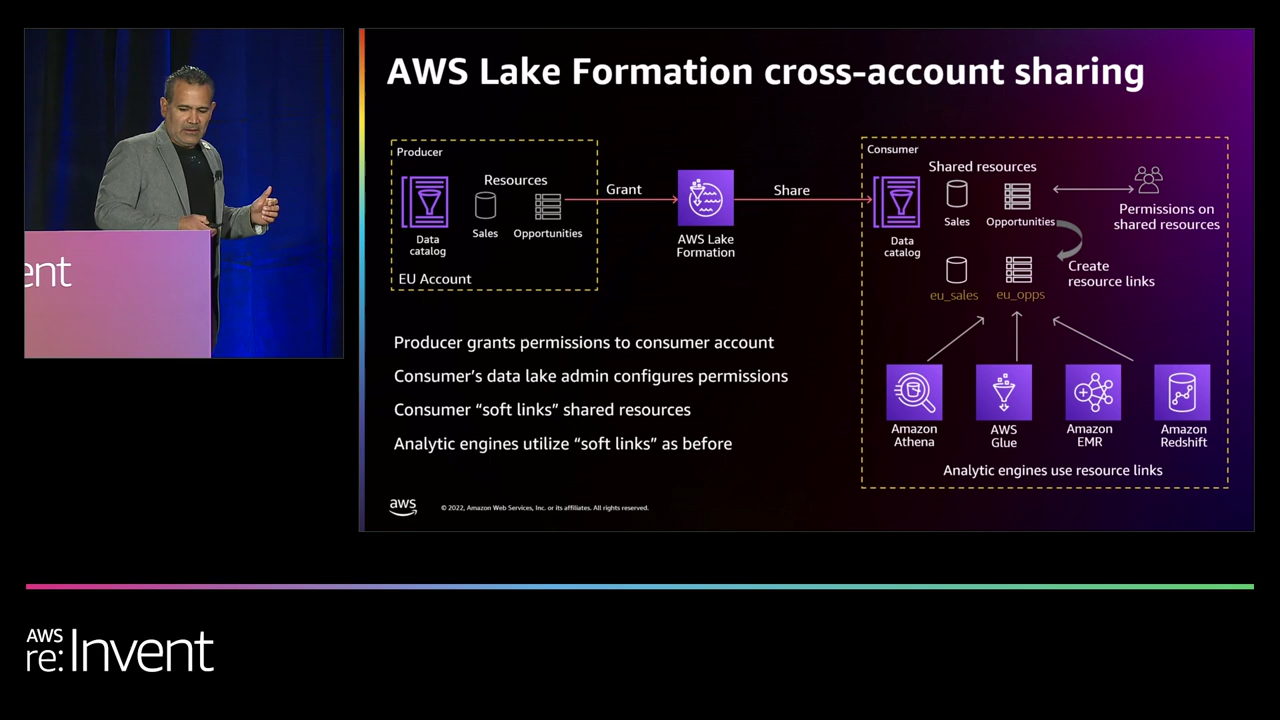 ent
AWS Lake Formation cross-account sharing
Producer
Resources
Data
catalog
Sales
Opportunities
EU Account
Grant
AWS Lake
Formation
Share
Consumer
Shared resources
Data
catalog
Sales
Opportunities
Permissions on
shared resources
Create
resource links
eu_sales
eu_opps
Amazon
Athena
AWS
Glue
Amazon
EMR
Amazon
Redshift
Analytic engines use resource links
Producer grants permissions to consumer account
Consumer’s data lake admin configures permissions
Consumer “soft links” shared resources
Analytic engines utilize “soft links” as before
aws
© 2022, Amazon Web Services, Inc. or its affiliates. All rights reserved.
AWS
re:Invent